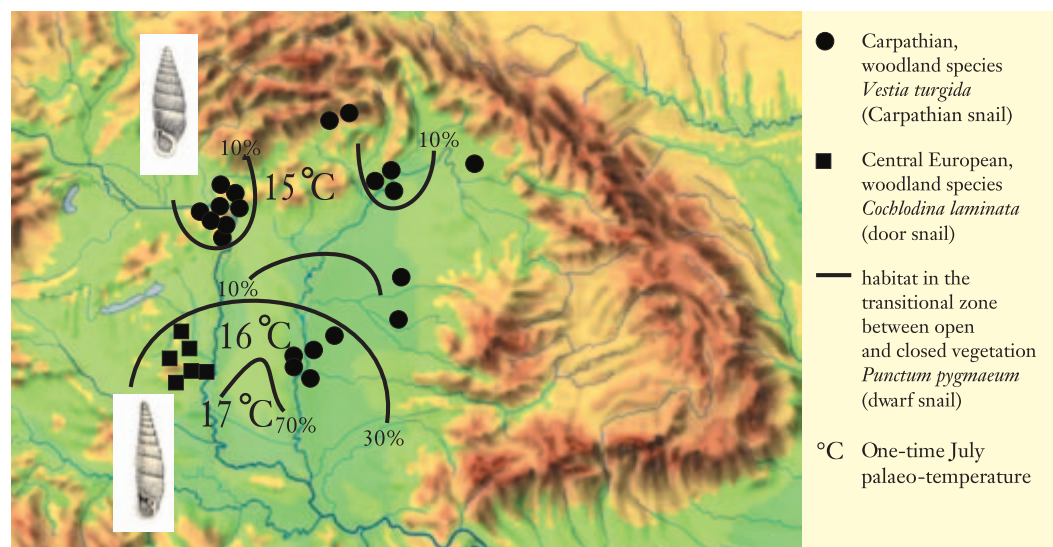 10%
15 °C
10%
10%
16 °C
17 °C
70%
30%
Carpathian,
woodland species
Vestia turgida
(Carpathian snail)
Central European,
woodland species
Cochlodina laminata
(door snail)
habitat in the
transitional zone
between open
and closed vegetation
Punctum pygmaeum
(dwarf snail)
°C One-time July
palaeo-temperature